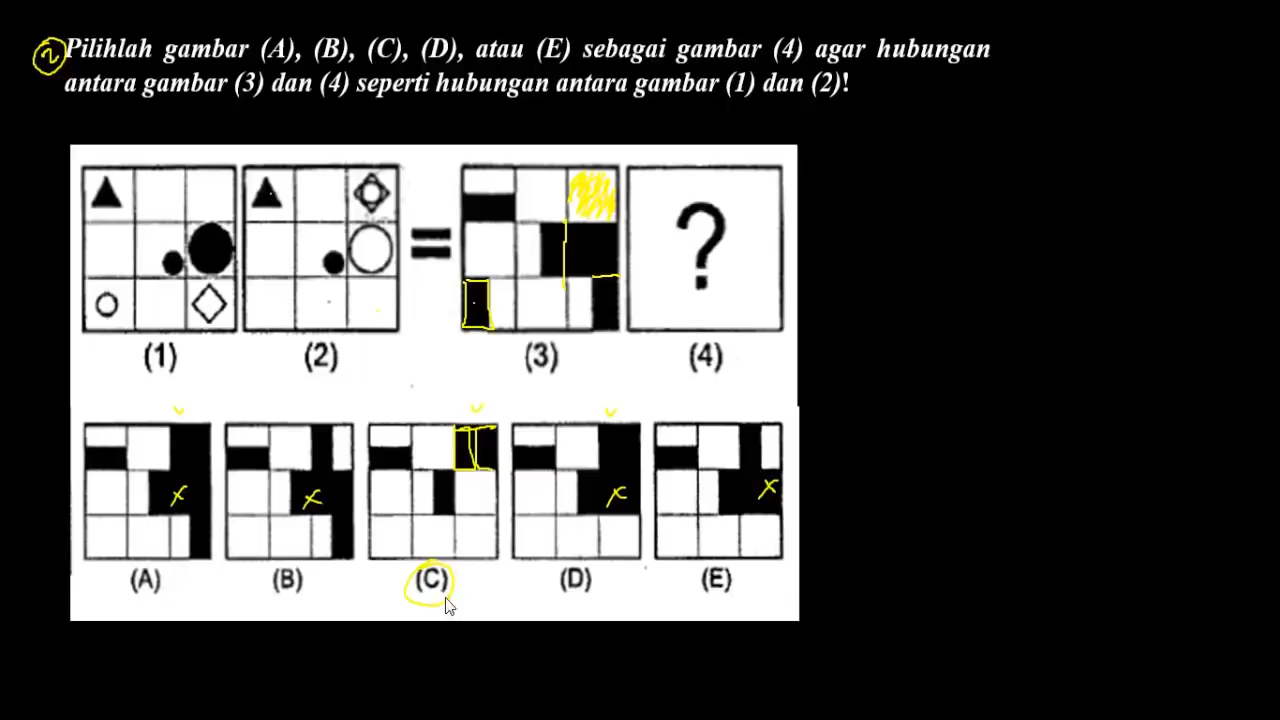 2 Pilihlah gambar (A), (B), (C), (D), atau (E) sebagai gambar (4) agar hubungan
antara gambar (3) dan (4) seperti hubungan antara gambar (1) dan (2)!
= ?
(1) (2) (3) (4)
x x x x
(A) (B) (C) (D) (E)